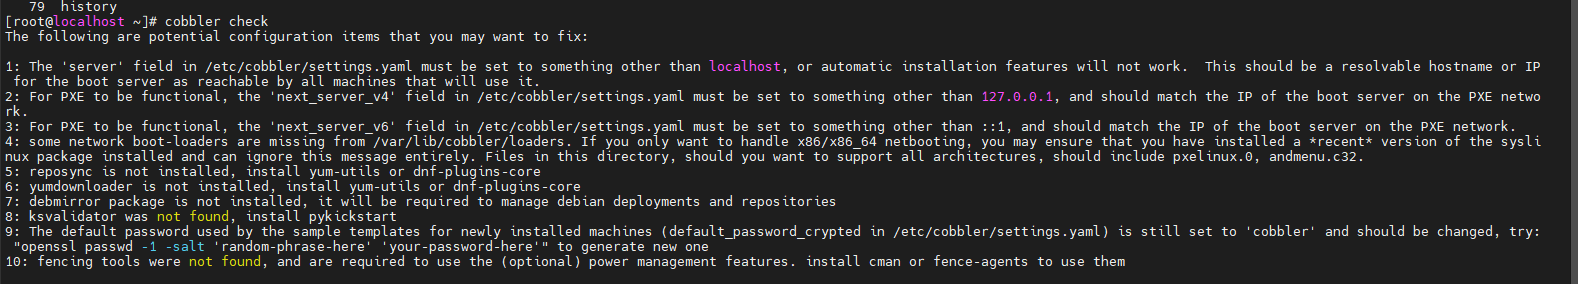 79  history
[root@localhost ~]# cobbler check
The following are potential configuration items that you may want to fix:
1: The 'server' field in /etc/cobbler/settings.yaml must be set to something other than localhost, or automatic installation features will not work.  This should be a resolvable hostname or IP
for the boot server as reachable by all machines that will use it.
2: For PXE to be functional, the 'next_server_v4' field in /etc/cobbler/settings.yaml must be set to something other than 127.0.0.1, and should match the IP of the boot server on the PXE netwo
rk.
3: For PXE to be functional, the 'next_server_v6' field in /etc/cobbler/settings.yaml must be set to something other than ::1, and should match the IP of the boot server on the PXE network.
4: some network boot-loaders are missing from /var/lib/cobbler/loaders. If you only want to handle x86/x86_64 netbooting, you may ensure that you have installed a *recent* version of the sysli
nux package installed and can ignore this message entirely. Files in this directory, should you want to support all architectures, should include pxelinux.0, andmenu.c32.
5: reposync is not installed, install yum-utils or dnf-plugins-core
6: yumdownloader is not installed, install yum-utils or dnf-plugins-core
7: debmirror package is not installed, it will be required to manage debian deployments and repositories
8: ksvalidator was not found, install pykickstart
9: The default password used by the sample templates for newly installed machines (default_password_crypted in /etc/cobbler/settings.yaml) is still set to 'cobbler' and should be changed, try:
"openssl passwd -1 -salt 'random-phrase-here' 'your-password-here'" to generate new one
10: fencing tools were not found, and are required to use the (optional) power management features. install cman or fence-agents to use them